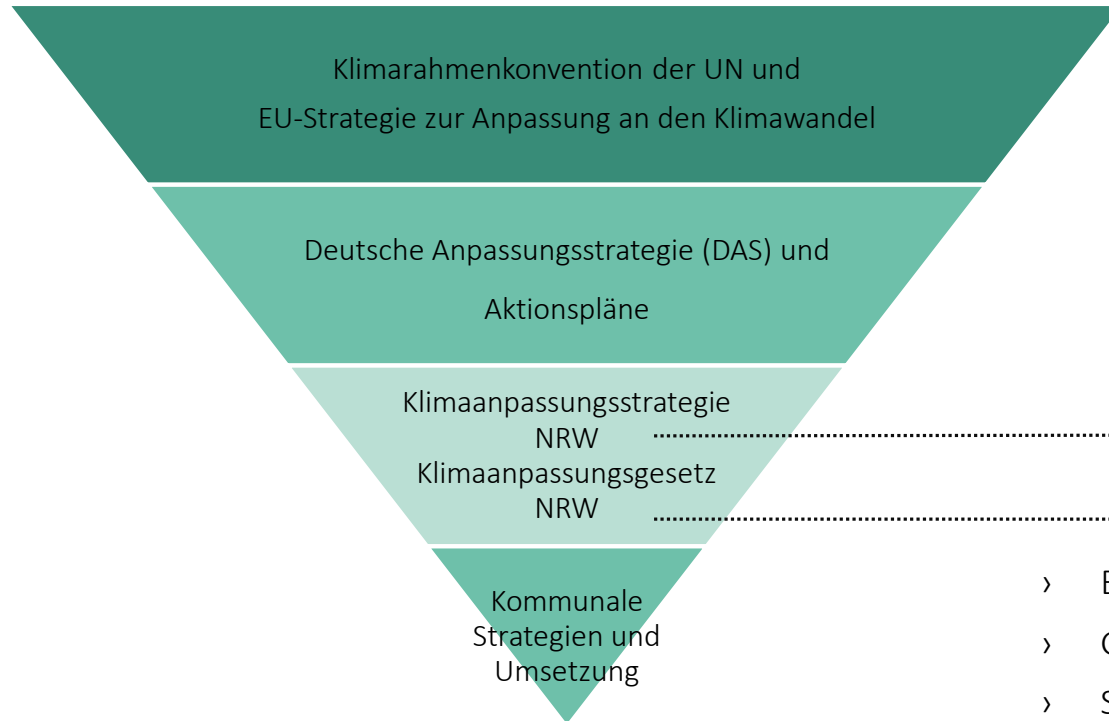 Klimarahmenkonvention der UN und
EU-Strategie zur Anpassung an den Klimawandel
Deutsche Anpassungsstrategie (DAS) und
Aktionspläne
Klimaanpassungsstrategie
NRW
Klimaanpassungsgesetz
NRW
Kommunale
Strategien und
Umsetzung